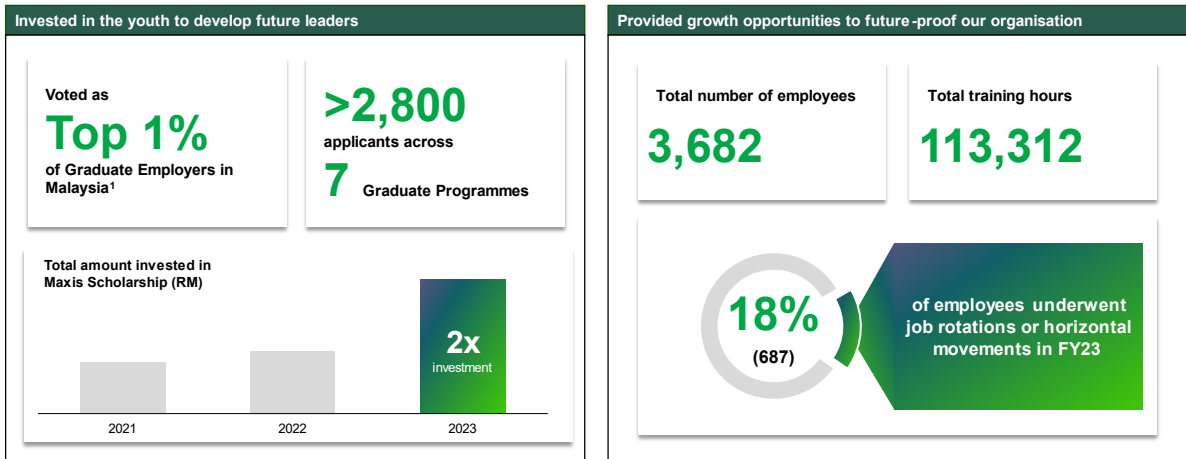 Invested in the youth to develop future leaders
Voted as
Top 1%
of Graduate Employers in
Malaysia¹
>2,800
applicants across
7 Graduate Programmes
Total amount invested in
Maxis Scholarship (RM)
2x
investment
2021 2022 2023
Provided growth opportunities to future-proof our organisation
Total number of employees
3,682
Total training hours
113,312
18%
(687)
of employees underwent
job rotations or horizontal
movements in FY23